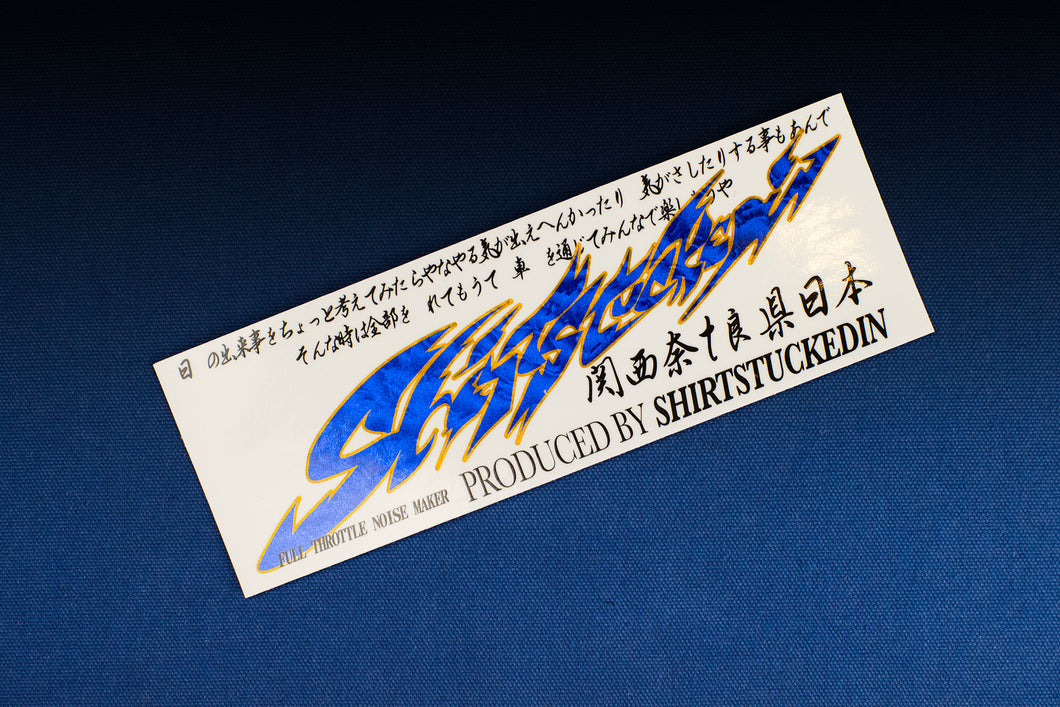 日 の出来事をちょっと考えてみたらやなやる気が出えへんかったり 気がさしたりする事もあんで
そんな時は全部を れてもうて 車 を通じてみんなで楽し うや
Shirtstuckedin
関西奈十良県日本
PRODUCED BY SHIRTSTUCKEDIN
FULL THROTTLE NOISE MAKER